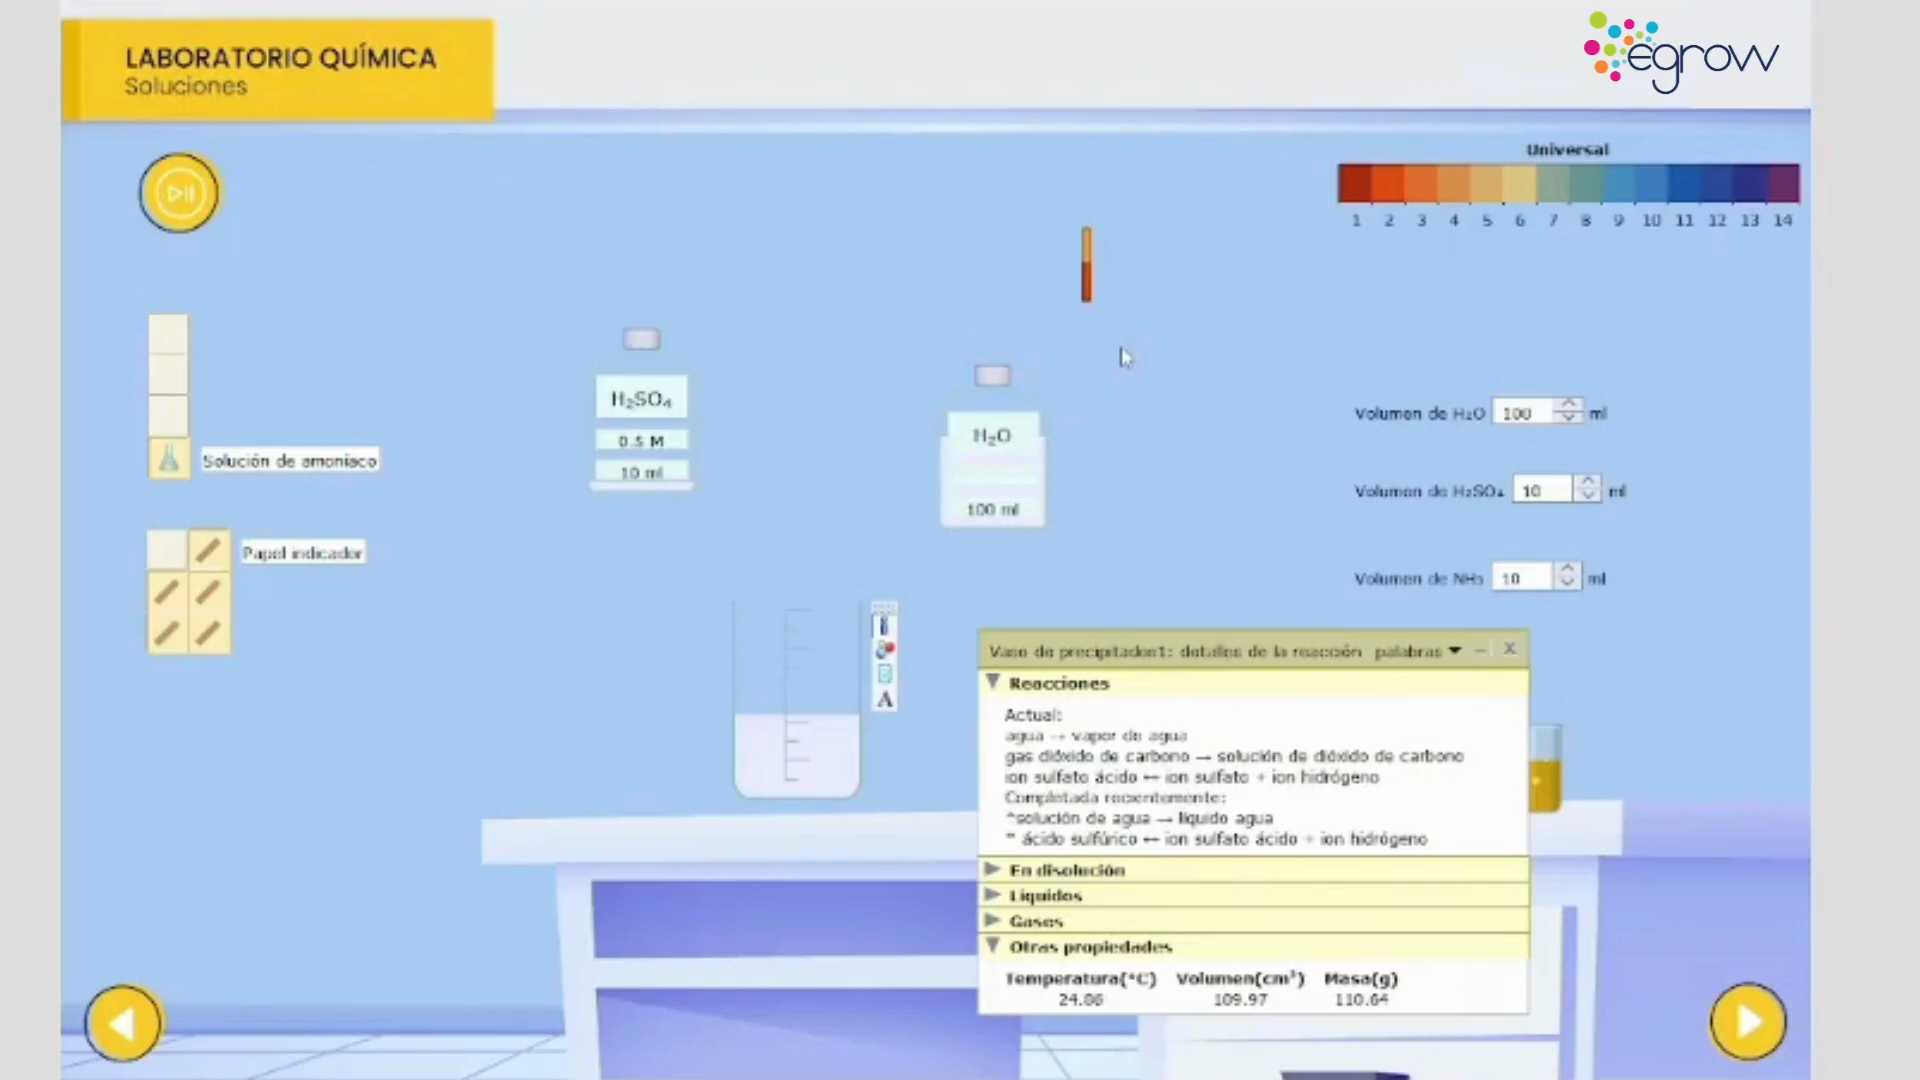 LABORATORIO QUÍMICA
Soluciones
egrow
Universal
1 2 3 4 5 6 7 8 9 10 11 12 13 14
H₂SO₄
0.5 M
10 ml
H₂O
100 ml
Solución de amoníaco
Papel indicador
Volumen de H₂O 100 ml
Volumen de H₂SO₄ 10 ml
Volumen de NH₃ 10 ml
A
Vaso de precipitados1: detalles de la reacción palabras
Reacciones
Actual:
agua → vapor de agua
gas dióxido de carbono → solución de dióxido de carbono
ion sulfato ácido ↔ ion sulfato + ion hidrógeno
Completada recientemente:
*solución de agua → líquido agua
* ácido sulfúrico ↔ ion sulfato ácido + ion hidrógeno
En disolución
Líquidos
Gases
Otras propiedades
Temperatura(°C) Volumen(cm³) Masa(g)
24.86 109.97 110.64